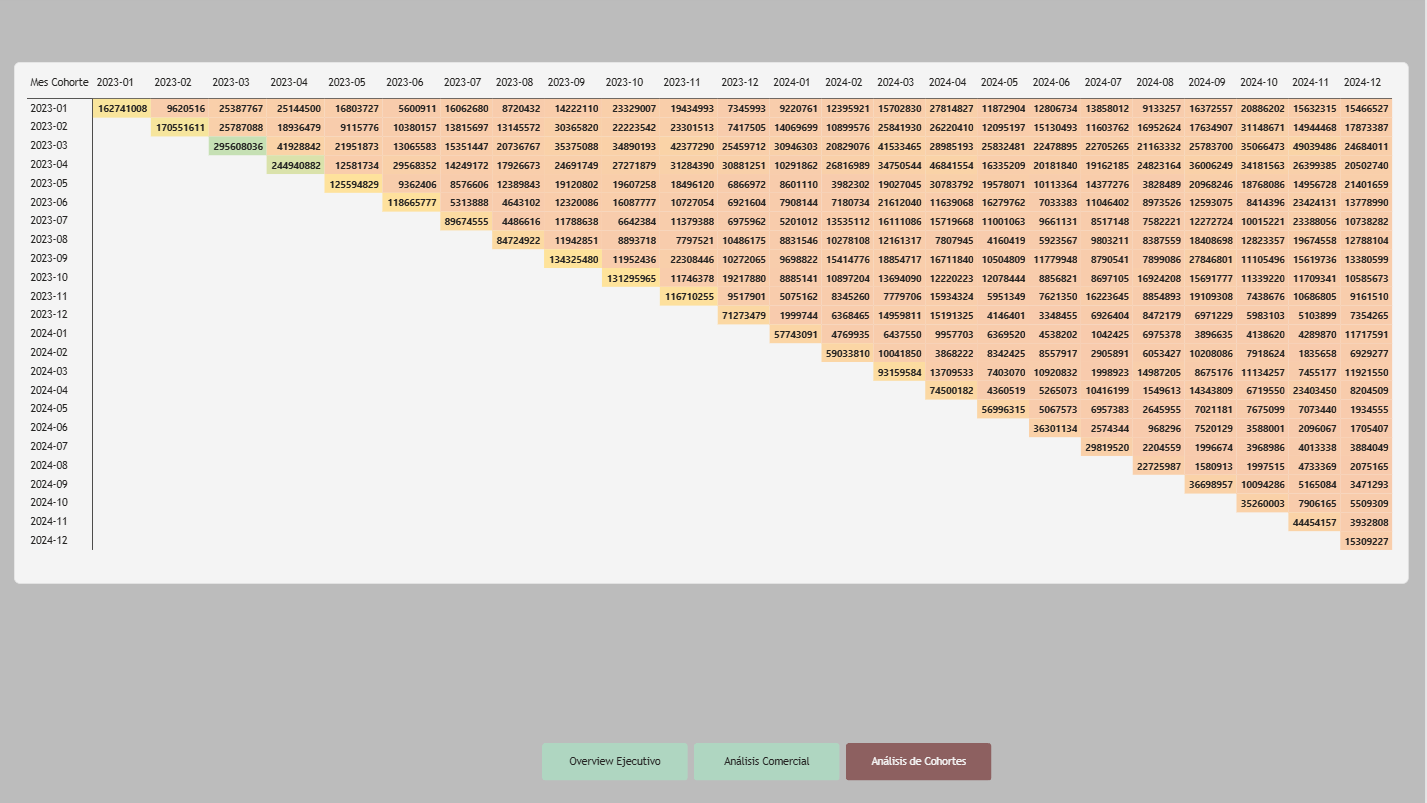 Mes Cohorte 2023-01 2023-02 2023-03 2023-04 2023-05 2023-06 2023-07 2023-08 2023-09 2023-10 2023-11 2023-12 2024-01 2024-02 2024-03 2024-04 2024-05 2024-06 2024-07 2024-08 2024-09 2024-10 2024-11 2024-12
2023-01 162741008 9620516 25387767 25144500 16803727 5600911 16062680 8720432 14222110 23329007 19434993 7345993 9220761 12395921 15702830 27814827 11872904 12806734 13858012 9133257 16372557 20886202 15632315 15466527
2023-02 170551611 25787088 18936479 9115776 10380157 13815697 13145572 30365820 22223542 23301513 7417505 14069699 10899576 25841930 26220410 12095197 15130493 11603762 16952624 17634907 31148671 14944468 17873387
2023-03 295608036 41928842 21951873 13065583 15351447 20736767 35375088 34890193 42377290 25459712 30946303 20829076 41533465 28985193 25832481 22478895 22705265 21163332 25783700 35066473 49039486 24684011
2023-04 244940882 12581734 29568352 14249172 17926673 24691749 27271879 31284390 30881251 10291862 26816989 34750544 46841554 16335209 20181840 19162185 24823164 36006249 34181563 26399385 20502740
2023-05 125594829 9362406 8576606 12389843 19120802 19607258 18496120 6866972 8601110 3982302 19027045 30783792 19578071 10113364 14377276 3828489 20968246 18768086 14956728 21401659
2023-06 118665777 5313888 4643102 12320086 16087777 10727054 6921604 7908144 7180734 21612040 11639068 16279762 7033383 11046402 8973526 12593075 8414396 23424131 13778990
2023-07 89674555 4486616 11788638 6642384 11379388 6975962 5201012 13535112 16111086 15719668 11001063 9661131 8517148 7582221 12272724 10015221 23388056 10738282
2023-08 84724922 11942851 8893718 7797521 10486175 8831546 10278108 12161317 7807945 4160419 5923567 9803211 8387559 18408698 12823357 19674558 12788104
2023-09 134325480 11952436 22308446 10272065 9698822 15414776 18854717 16711840 10504809 11779948 8790541 7899086 27846801 11105496 15619736 13380599
2023-10 131295965 11746378 19217880 8885141 10897204 13694090 12220223 12078444 8856821 8697105 16924208 15691777 11339220 11709341 10585673
2023-11 116710255 9517901 5075162 8345260 7779706 15934324 5951349 7621350 16223645 8854893 19109308 7438676 10686805 9161510
2023-12 71273479 1999744 6368465 14959811 15191325 4146401 3348455 6926404 8472179 6971229 5983103 5103899 7354265
2024-01 57743091 4769935 6437550 9957703 6369520 4538202 1042425 6975378 3896635 4138620 4289870 11717591
2024-02 59033810 10041850 3868222 8342425 8557917 2905891 6053427 10208086 7918624 1835658 6929277
2024-03 93159584 13709533 7403070 10920832 1998923 14987205 8675176 11134257 7455177 11921550
2024-04 74500182 4360519 5265073 10416199 1549613 14343809 6719550 23403450 8204509
2024-05 56996315 5067573 6957383 2645955 7021181 7675099 7073440 1934555
2024-06 36301134 2574344 968296 7520129 3588001 2096067 1705407
2024-07 29819520 2204559 1996674 3968986 4013338 3884049
2024-08 22725987 1580913 1997515 4733369 2075165
2024-09 36698957 10094286 5165084 3471293
2024-10 35260003 7906165 5509309
2024-11 44454157 3932808
2024-12 15309227
Overview Ejecutivo Análisis Comercial Análisis de Cohortes